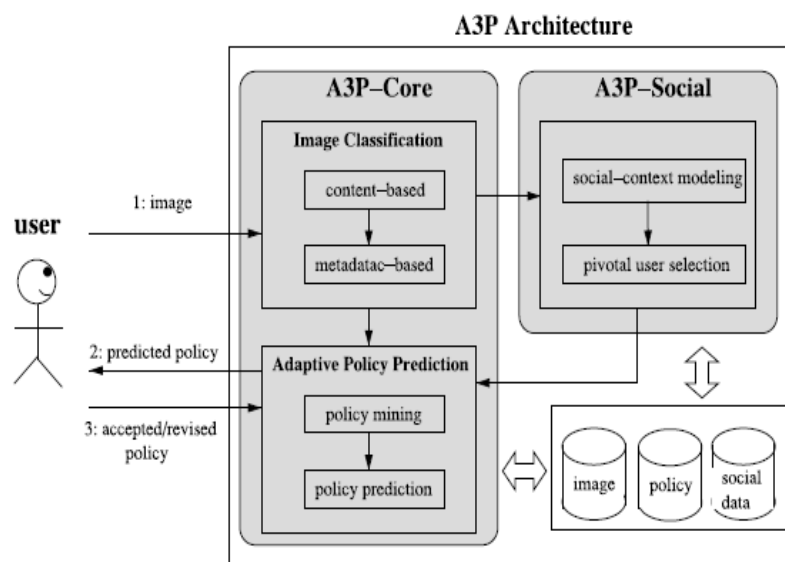 A3P Architecture
A3P–Core
A3P–Social
Image Classification
content–based
metadatac–based
social–context modeling
pivotal user selection
1: image
user
2: predicted policy
3: accepted/revised
policy
Adaptive Policy Prediction
policy mining
policy prediction
image
policy
social
data